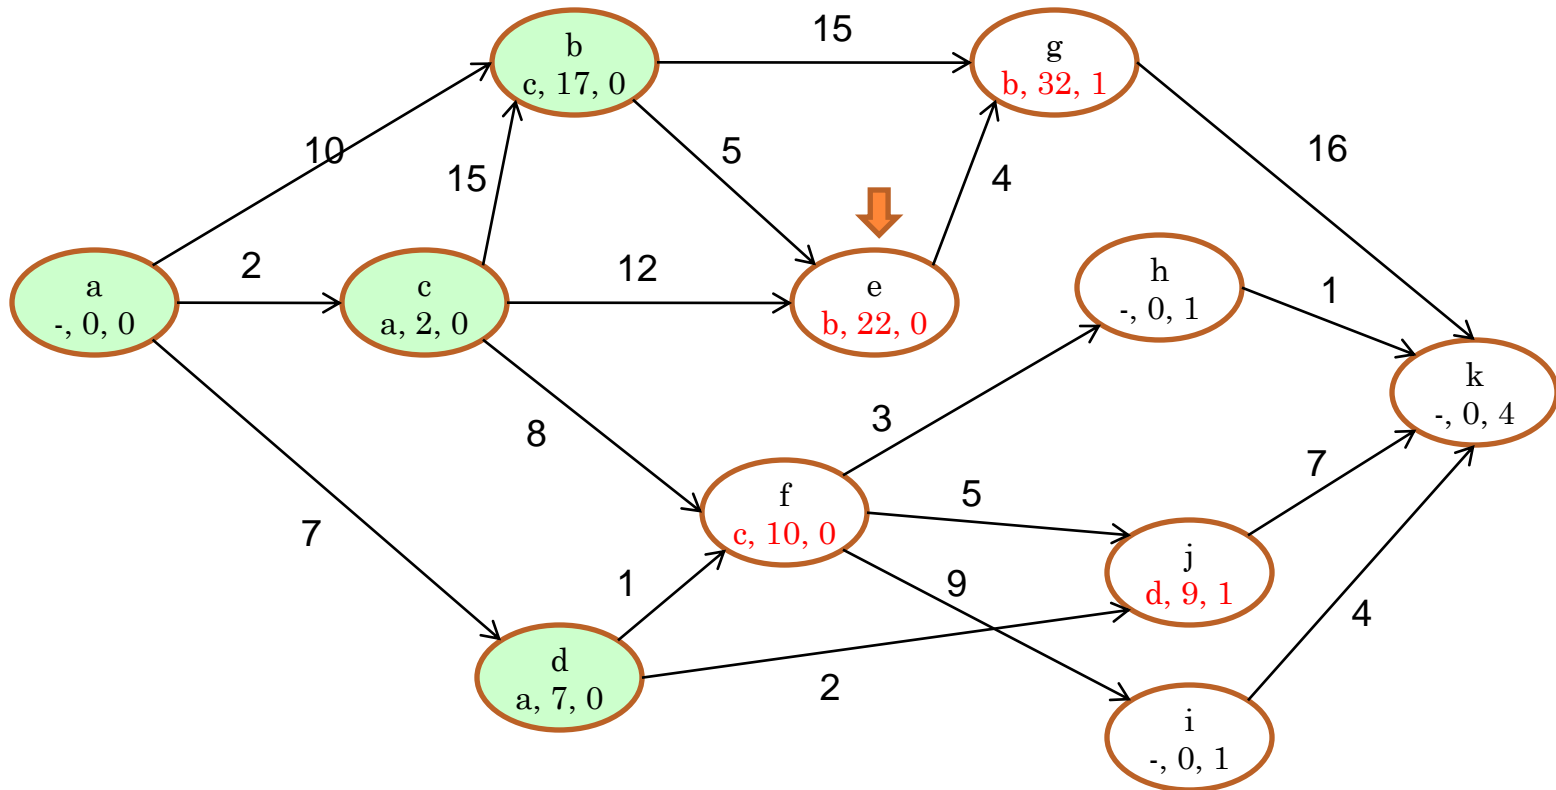 b
c, 17, 0
15
g
b, 32, 1
10
15
5
4
16
a
-, 0, 0
2
c
a, 2, 0
12
e
b, 22, 0
h
-, 0, 1
1
k
-, 0, 4
8
3
7
f
c, 10, 0
5
7
1
9
j
d, 9, 1
4
d
a, 7, 0
2
i
-, 0, 1